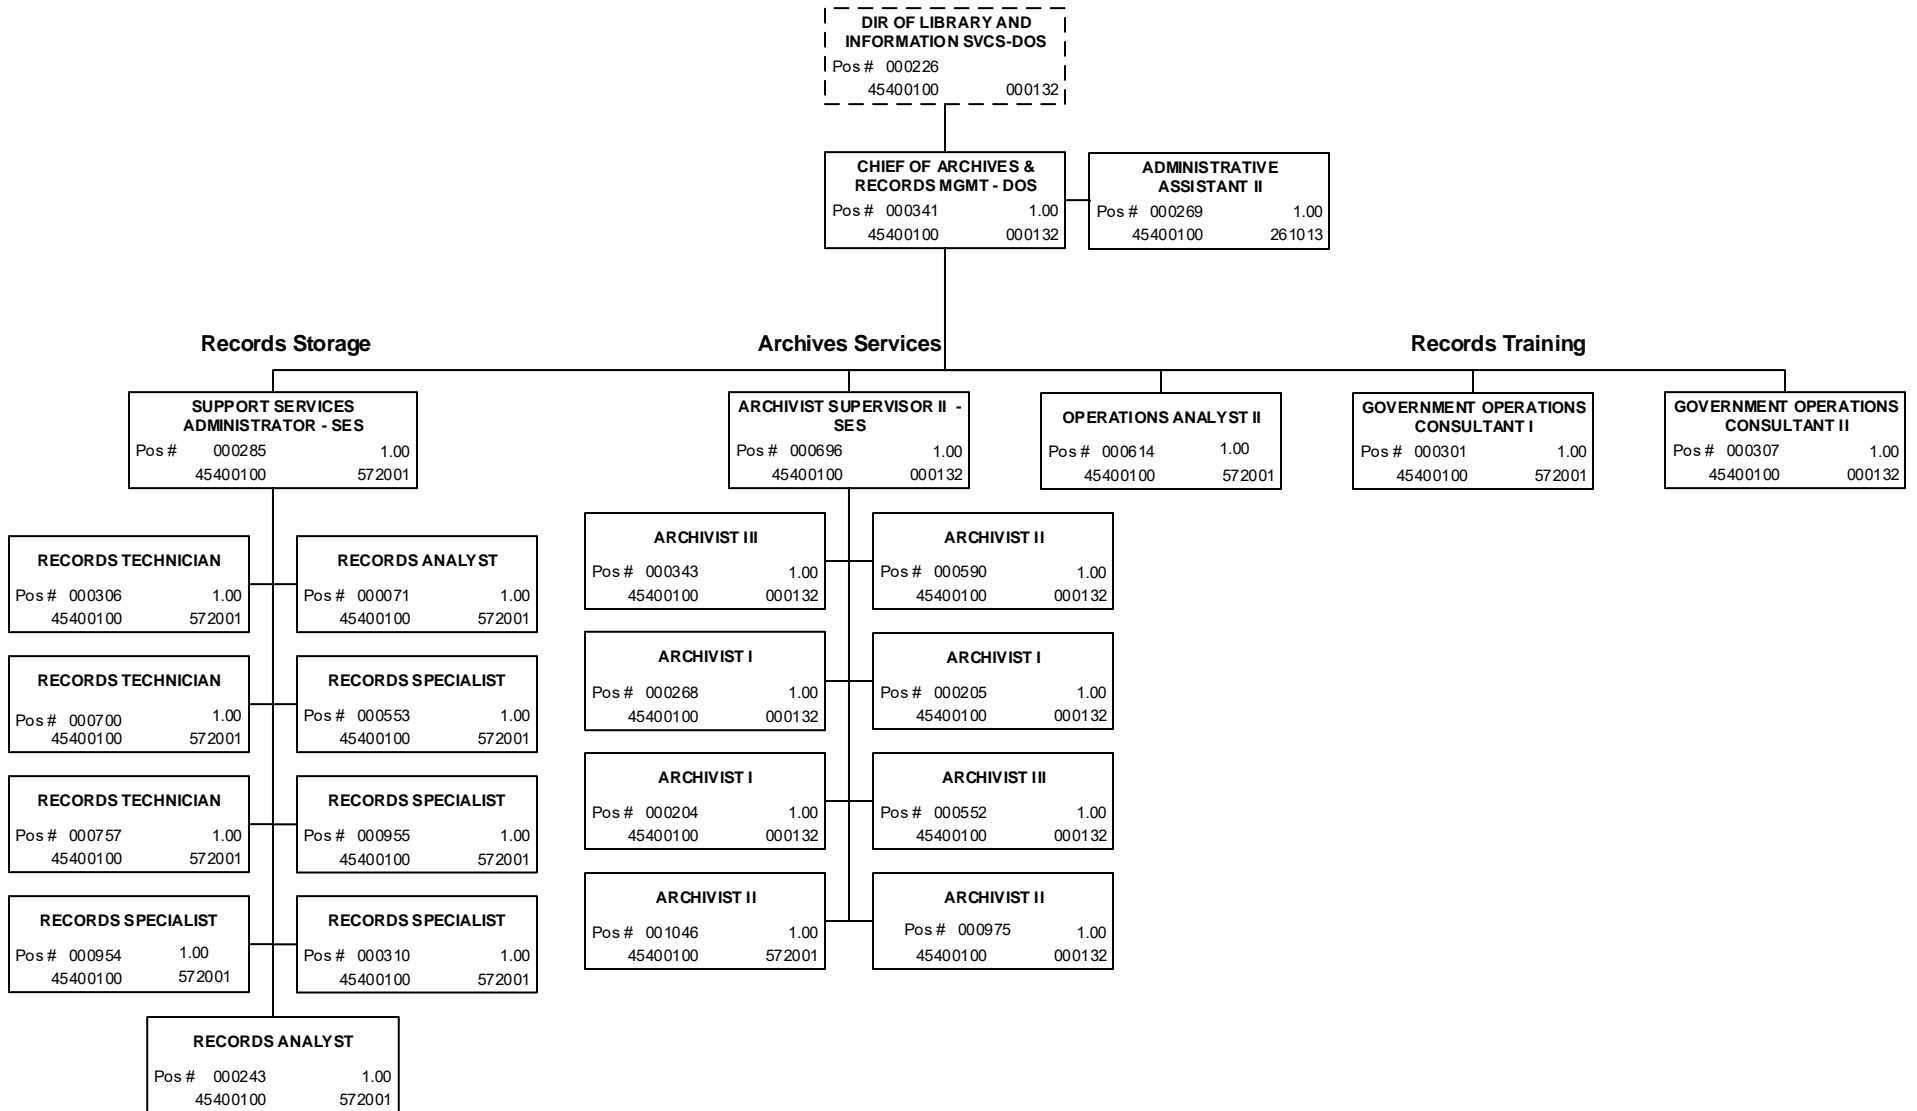 DIR OF LIBRARY AND
INFORMATION SVCS-DOS
Pos # 000226
45400100 000132
CHIEF OF ARCHIVES &
RECORDS MGMT - DOS
Pos # 000341 1.00
45400100 000132
ADMINISTRATIVE
ASSISTANT II
Pos # 000269 1.00
45400100 261013
Records Storage
Archives Services
Records Training
SUPPORT SERVICES
ADMINISTRATOR - SES
Pos # 000285 1.00
45400100 572001
ARCHIVIST SUPERVISOR II -
SES
Pos # 000696 1.00
45400100 000132
OPERATIONS ANALYST II
Pos # 000614 1.00
45400100 572001
GOVERNMENT OPERATIONS
CONSULTANT I
Pos # 000301 1.00
45400100 572001
GOVERNMENT OPERATIONS
CONSULTANT II
Pos # 000307 1.00
45400100 000132
RECORDS TECHNICIAN
Pos # 000306 1.00
45400100 572001
RECORDS ANALYST
Pos # 000071 1.00
45400100 572001
RECORDS TECHNICIAN
Pos # 000700 1.00
45400100 572001
RECORDS SPECIALIST
Pos # 000553 1.00
45400100 572001
RECORDS TECHNICIAN
Pos # 000757 1.00
45400100 572001
RECORDS SPECIALIST
Pos # 000955 1.00
45400100 572001
RECORDS SPECIALIST
Pos # 000954 1.00
45400100 572001
RECORDS SPECIALIST
Pos # 000310 1.00
45400100 572001
RECORDS ANALYST
Pos # 000243 1.00
45400100 572001
ARCHIVIST III
Pos # 000343 1.00
45400100 000132
ARCHIVIST II
Pos # 000590 1.00
45400100 000132
ARCHIVIST I
Pos # 000268 1.00
45400100 000132
ARCHIVIST I
Pos # 000205 1.00
45400100 000132
ARCHIVIST I
Pos # 000204 1.00
45400100 000132
ARCHIVIST III
Pos # 000552 1.00
45400100 000132
ARCHIVIST II
Pos # 001046 1.00
45400100 572001
ARCHIVIST II
Pos # 000975 1.00
45400100 000132